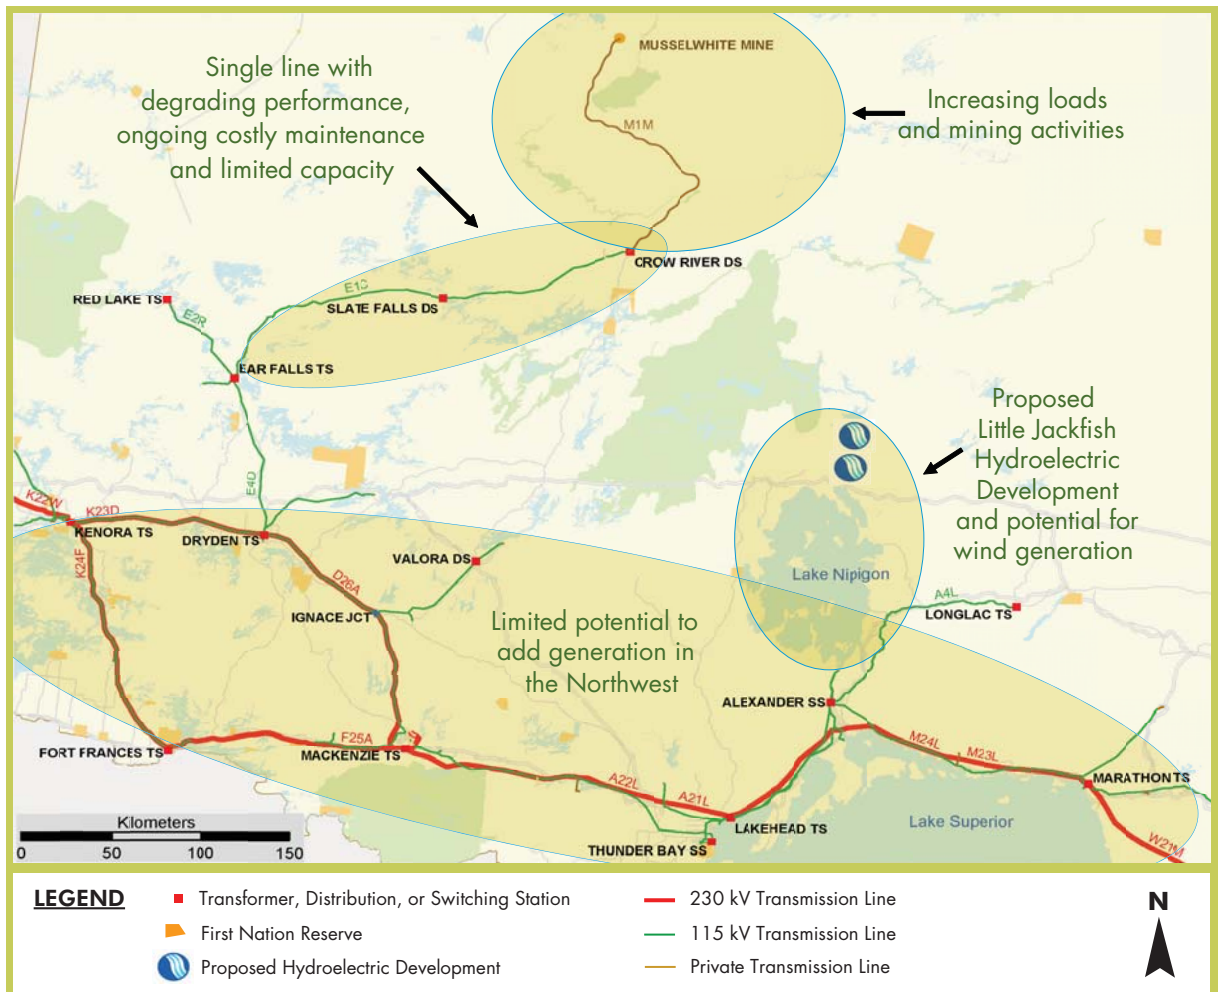 MUSSELWHITE MINE
Single line with
degrading performance,
ongoing costly maintenance
and limited capacity
Increasing loads
and mining activities
M1M
CROW RIVER DS
E1C
SLATE FALLS DS
RED LAKE TS
E2R
EAR FALLS TS
Proposed
Little Jackfish
Hydroelectric
Development
and potential for
wind generation
E4D
K22W
K23D
KENORA TS
DRYDEN TS
K24F
VALORA DS
D26A
Lake Nipigon
IGNACE JCT
A4L
LONGLAC TS
Limited potential to
add generation in
the Northwest
ALEXANDER SS
FORT FRANCES TS
F25A
MACKENZIE TS
M24L
M23L
MARATHON TS
A22L
A21L
LAKEHEAD TS
Lake Superior
THUNDER BAY SS
W21M
Kilometers
0 50 100 150
LEGEND
Transformer, Distribution, or Switching Station
First Nation Reserve
Proposed Hydroelectric Development
230 kV Transmission Line
115 kV Transmission Line
Private Transmission Line
N